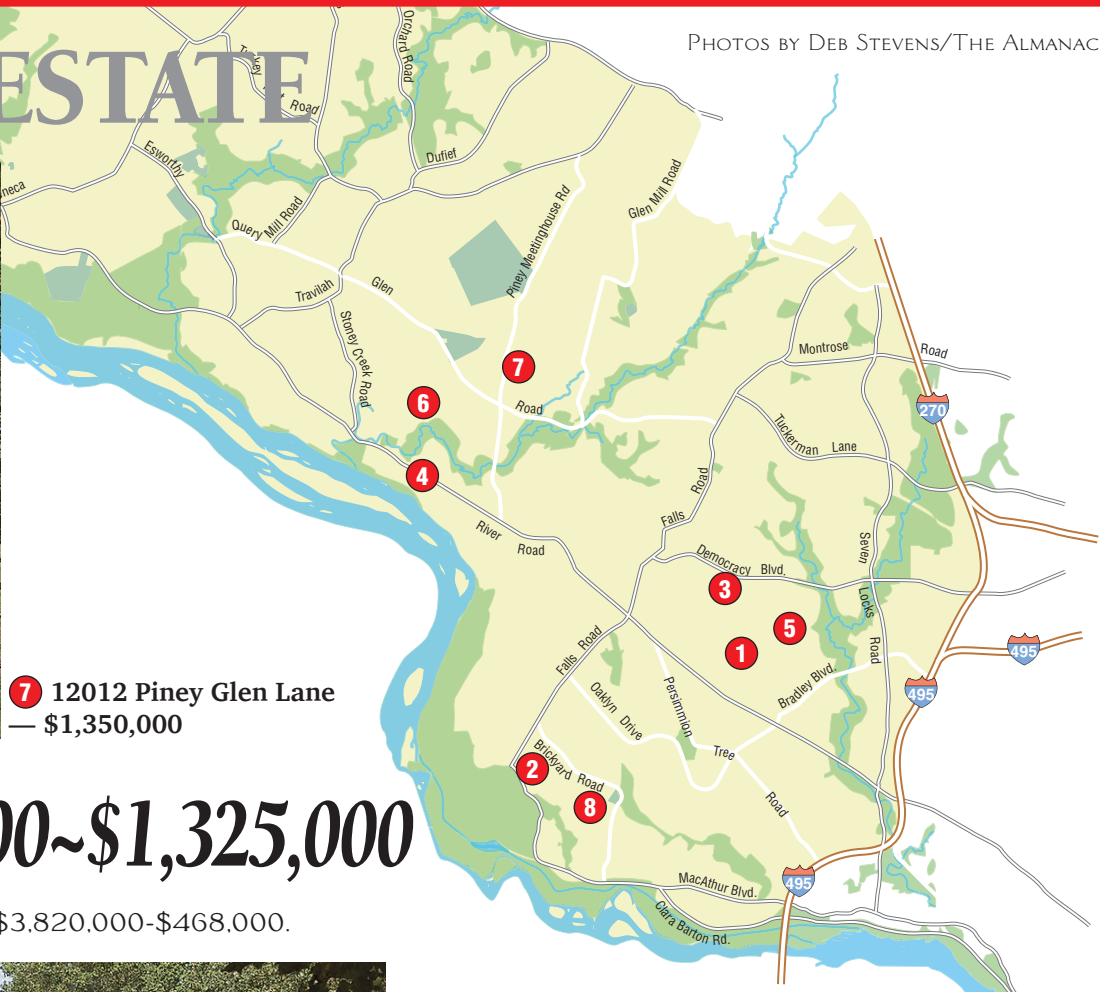 ESTATE
PHOTOS BY DEB STEVENS/THE ALMANAC
Orchard Road
Road
Esworthy
Dufief
neca
Query Mill Road
Piney Meetinghouse Rd
Glen Mill Road
Travilah
Glen
Stoney Creek Road
Montrose
Road
270
7
Road
6
Tuckerman Lane
4
Falls Road
River Road
Democracy Blvd.
Seven Locks Road
3
5
1
495
495
Falls Road
Bradley Blvd.
Oaklyn Drive
Persimmion Tree Road
7 12012 Piney Glen Lane
— $1,350,000
2
Brickyard Road
8
00~$1,325,000
495
MacAthur Blvd.
Clara Barton Rd.
$3,820,000-$468,000.